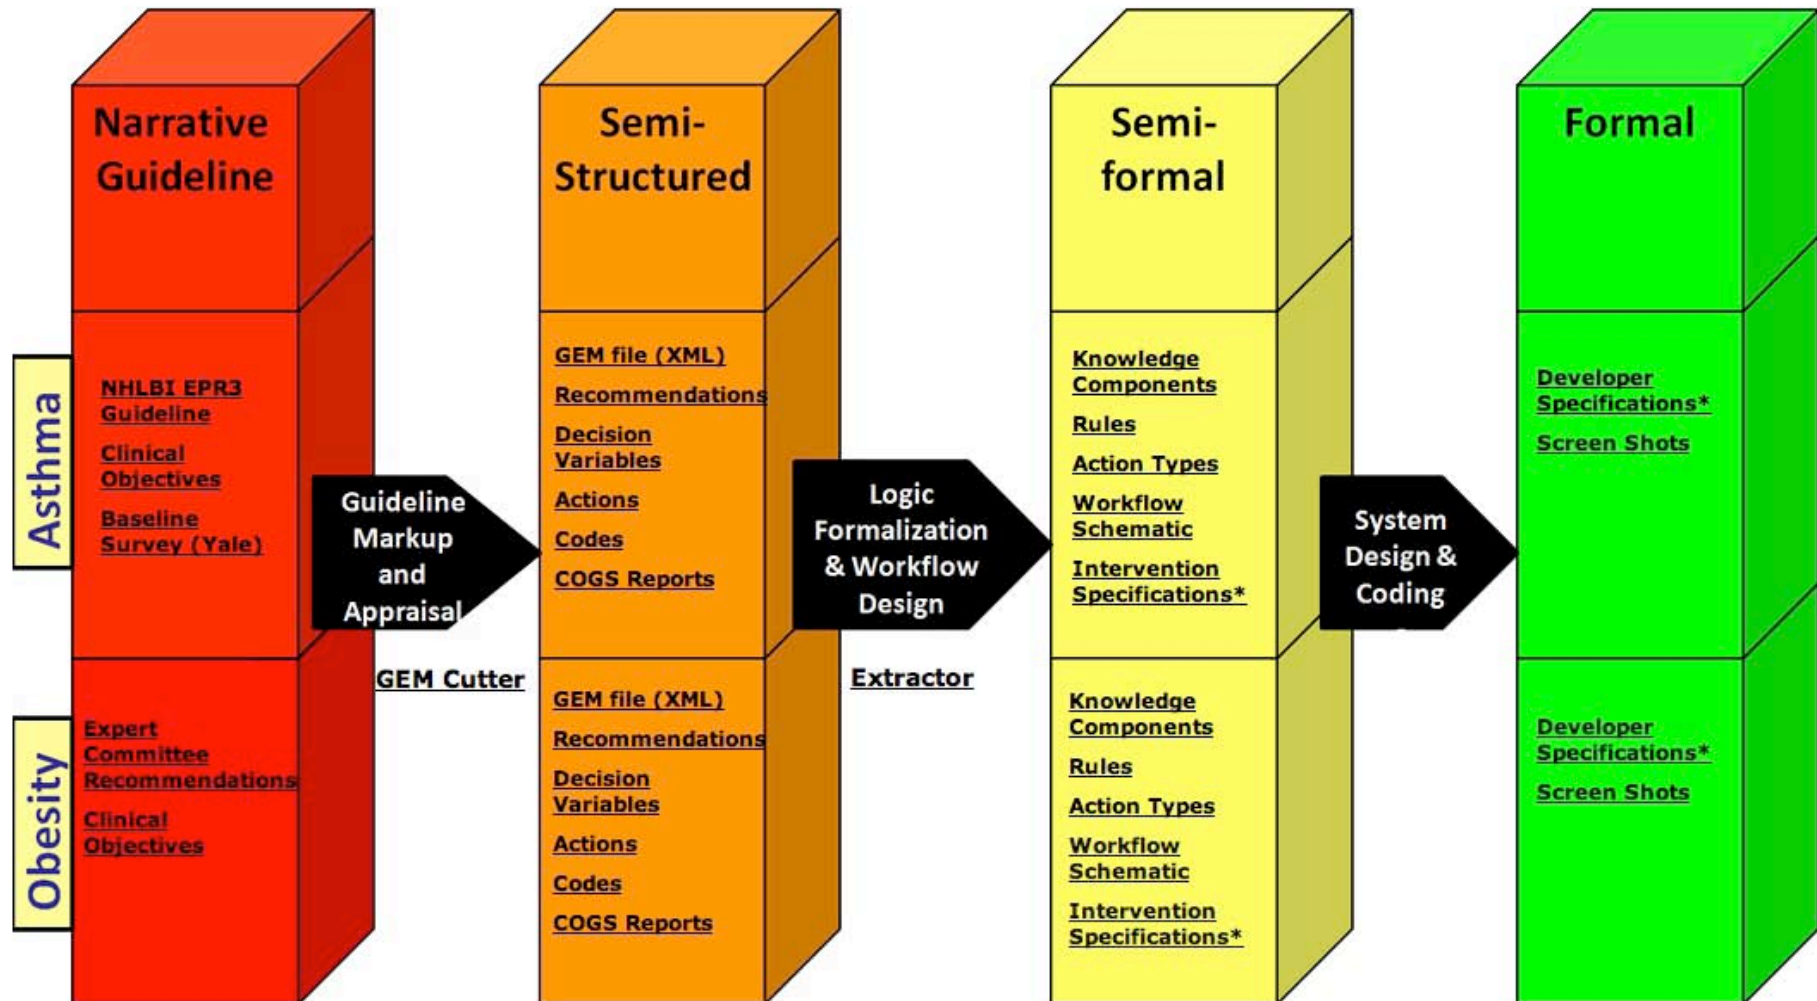 Narrative
Guideline
Semi-
Structured
Semi-
formal
Formal
Asthma
NHLBI EPR3
Guideline
Clinical
Objectives
Baseline
Survey (Yale)
Guideline
Markup
and
Appraisal
GEM Cutter
GEM file (XML)
Recommendations
Decision
Variables
Actions
Codes
COGS Reports
Logic
Formalization
& Workflow
Design
Extractor
Knowledge
Components
Rules
Action Types
Workflow
Schematic
Intervention
Specifications*
System
Design &
Coding
Developer
Specifications*
Screen Shots
Obesity
Expert
Committee
Recommendations
Clinical
Objectives
GEM file (XML)
Recommendations
Decision
Variables
Actions
Codes
COGS Reports
Knowledge
Components
Rules
Action Types
Workflow
Schematic
Intervention
Specifications*
Developer
Specifications*
Screen Shots